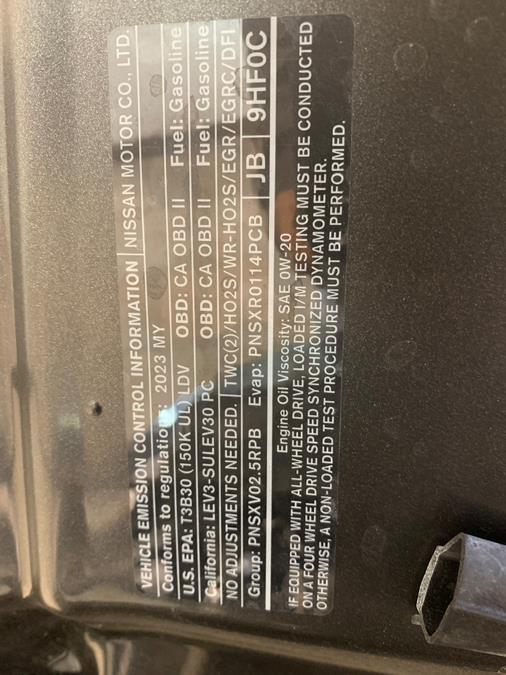 VEHICLE EMISSION CONTROL INFORMATION NISSAN MOTOR CO., LTD.
Conforms to regulations: 2023 MY
U.S. EPA: T3B30 (150K UL) LDV OBD: CA OBD II Fuel: Gasoline
California: LEV3-SULEV30 PC OBD: CA OBD II Fuel: Gasoline
NO ADJUSTMENTS NEEDED. TWC(2)/HO2S/WR-HO2S/EGR/EGRC/DFI
Group: PNSXV02.5RPB Evap: PNSXR0114PCB JB 9HF0C
Engine Oil Viscosity: SAE 0W-20
IF EQUIPPED WITH ALL-WHEEL DRIVE, LOADED I/M TESTING MUST BE CONDUCTED
ON A FOUR WHEEL DRIVE SPEED SYNCHRONIZED DYNAMOMETER.
OTHERWISE, A NON-LOADED TEST PROCEDURE MUST BE PERFORMED.